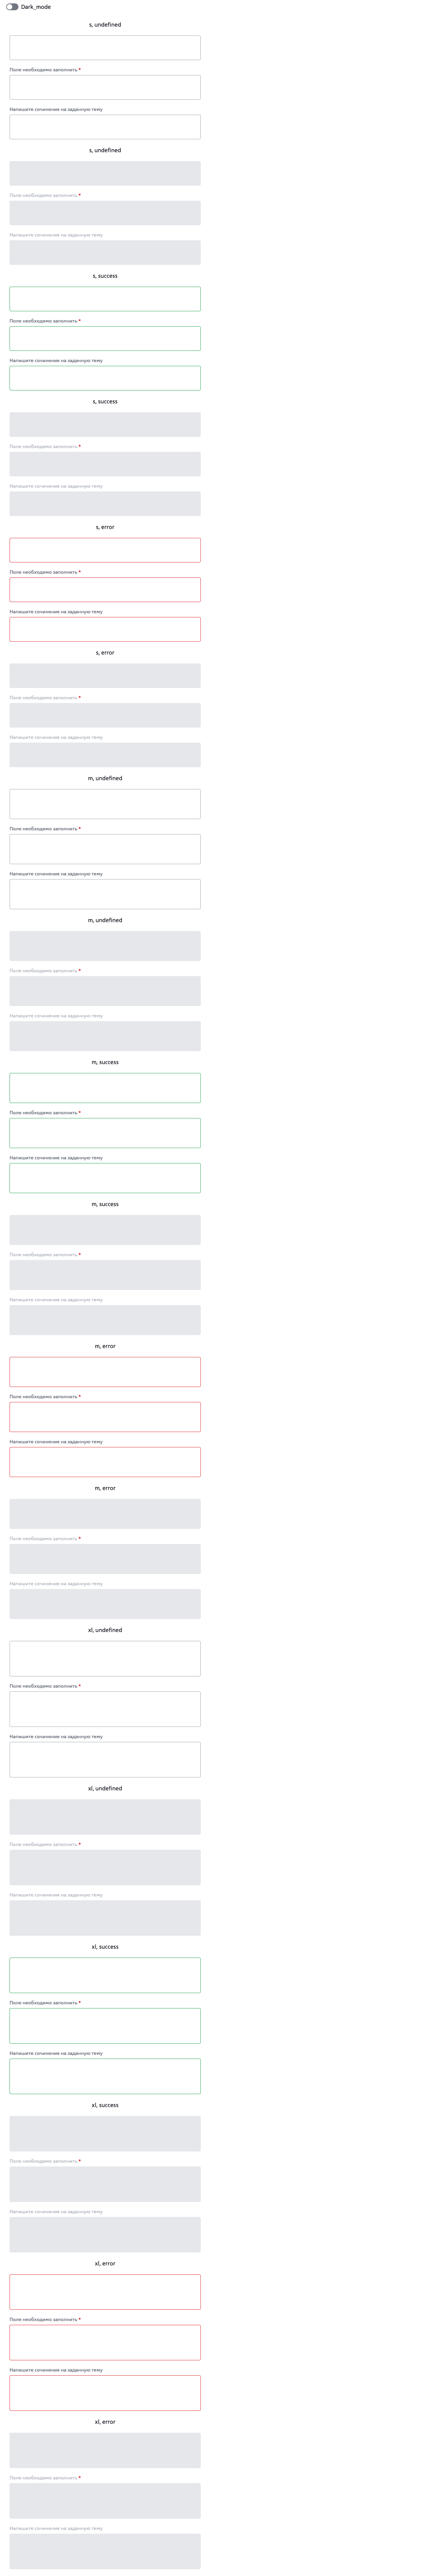 Dark_mode
s, undefined
Поле необходимо заполнить *
Напишите сочинение на заданную тему
s, undefined
Поле необходимо заполнить *
Напишите сочинение на заданную тему
s, success
Поле необходимо заполнить *
Напишите сочинение на заданную тему
s, success
Поле необходимо заполнить *
Напишите сочинение на заданную тему
s, error
Поле необходимо заполнить *
Напишите сочинение на заданную тему
s, error
Поле необходимо заполнить *
Напишите сочинение на заданную тему
m, undefined
Поле необходимо заполнить *
Напишите сочинение на заданную тему
m, undefined
Поле необходимо заполнить *
Напишите сочинение на заданную тему
m, success
Поле необходимо заполнить *
Напишите сочинение на заданную тему
m, success
Поле необходимо заполнить *
Напишите сочинение на заданную тему
m, error
Поле необходимо заполнить *
Напишите сочинение на заданную тему
m, error
Поле необходимо заполнить *
Напишите сочинение на заданную тему
xl, undefined
Поле необходимо заполнить *
Напишите сочинение на заданную тему
xl, undefined
Поле необходимо заполнить *
Напишите сочинение на заданную тему
xl, success
Поле необходимо заполнить *
Напишите сочинение на заданную тему
xl, success
Поле необходимо заполнить *
Напишите сочинение на заданную тему
xl, error
Поле необходимо заполнить *
Напишите сочинение на заданную тему
xl, error
Поле необходимо заполнить *
Напишите сочинение на заданную тему